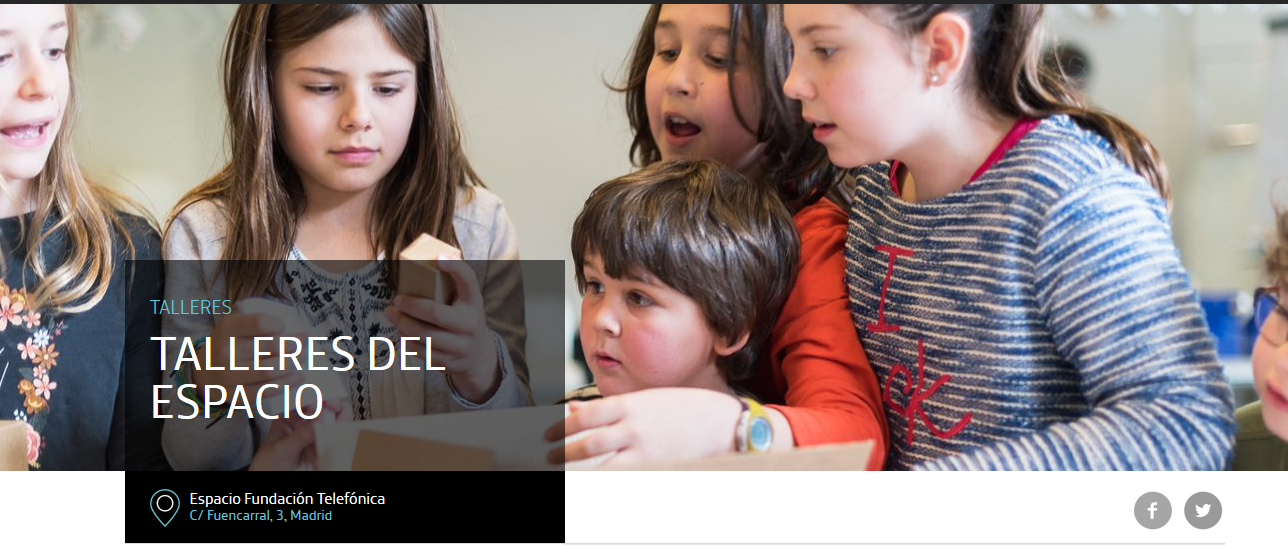 TALLERES
TALLERES DEL
ESPACIO
Espacio Fundación Telefónica
C/ Fuencarral, 3, Madrid
I